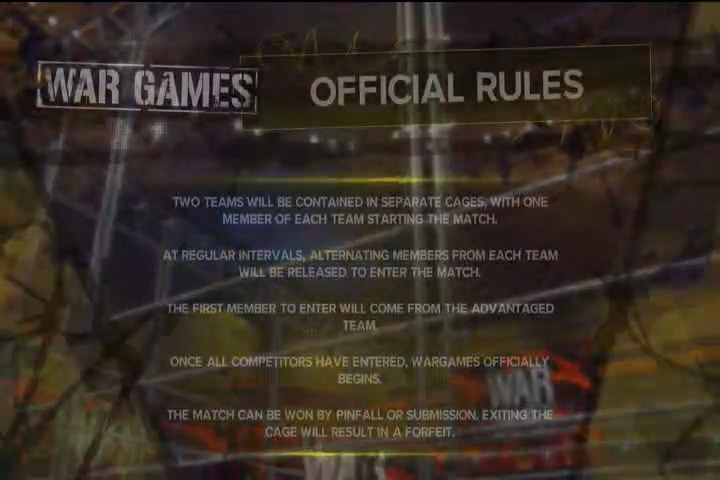 WAR GAMES
OFFICIAL RULES
TWO TEAMS WILL BE CONTAINED IN SEPARATE CAGES, WITH ONE
MEMBER OF EACH TEAM STARTING THE MATCH.
AT REGULAR INTERVALS, ALTERNATING MEMBERS FROM EACH TEAM
WILL BE RELEASED TO ENTER THE MATCH.
THE FIRST MEMBER TO ENTER WILL COME FROM THE ADVANTAGED
TEAM.
ONCE ALL COMPETITORS HAVE ENTERED, WARGAMES OFFICIALLY
BEGINS.
THE MATCH CAN BE WON BY PINFALL OR SUBMISSION. EXITING THE
CAGE WILL RESULT IN A FORFEIT.
WAR
WAR